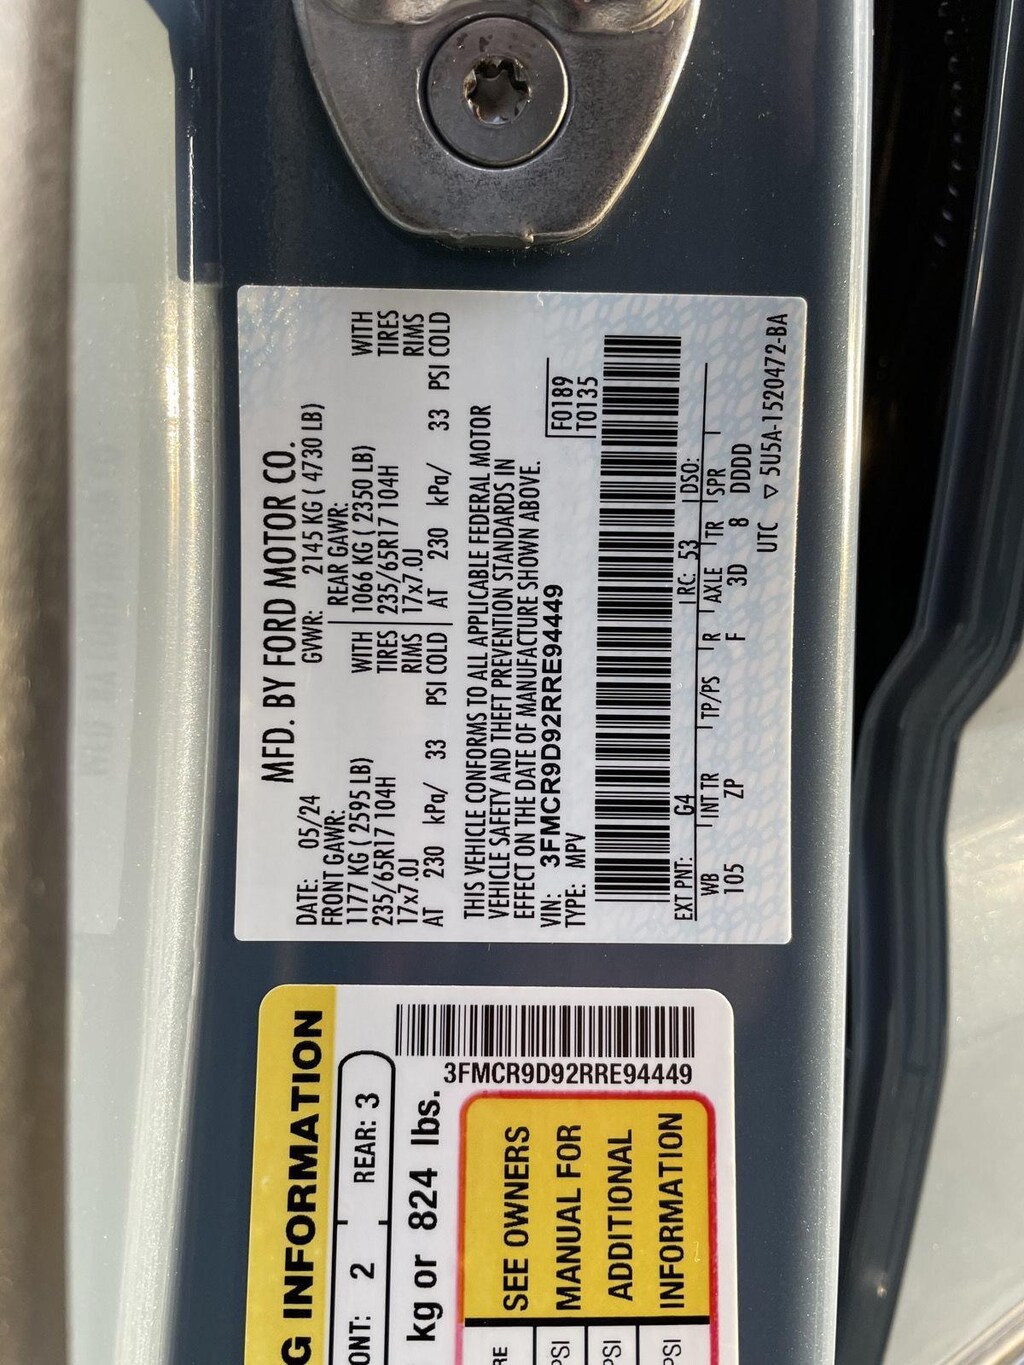 MFD. BY FORD MOTOR CO.
DATE: 05/24 GVWR: 2145 KG ( 4730 LB)
FRONT GAWR: REAR GAWR:
1177 KG ( 2595 LB) WITH 1066 KG ( 2350 LB) WITH
235/65R17 104H TIRES 235/65R17 104H TIRES
17x7.0J RIMS 17x7.0J RIMS
AT 230 kPa/ 33 PSI COLD AT 230 kPa/ 33 PSI COLD
THIS VEHICLE CONFORMS TO ALL APPLICABLE FEDERAL MOTOR
VEHICLE SAFETY AND THEFT PREVENTION STANDARDS IN
EFFECT ON THE DATE OF MANUFACTURE SHOWN ABOVE.
VIN: 3FMCR9D92RRE94449 F0189
TYPE: MPV T0135
EXT PNT: G4 RC: 53 DSO:
WB INT TR TP/PS R AXLE TR SPR
105 ZP F 3D 8 DDDD
UTC ▽ 5U5A-1520472-BA
G INFORMATION
ONT: 2 REAR: 3
kg or 824 lbs.
3FMCR9D92RRE94449
SEE OWNERS
MANUAL FOR
ADDITIONAL
INFORMATION
RE
PSI
PSI
PSI